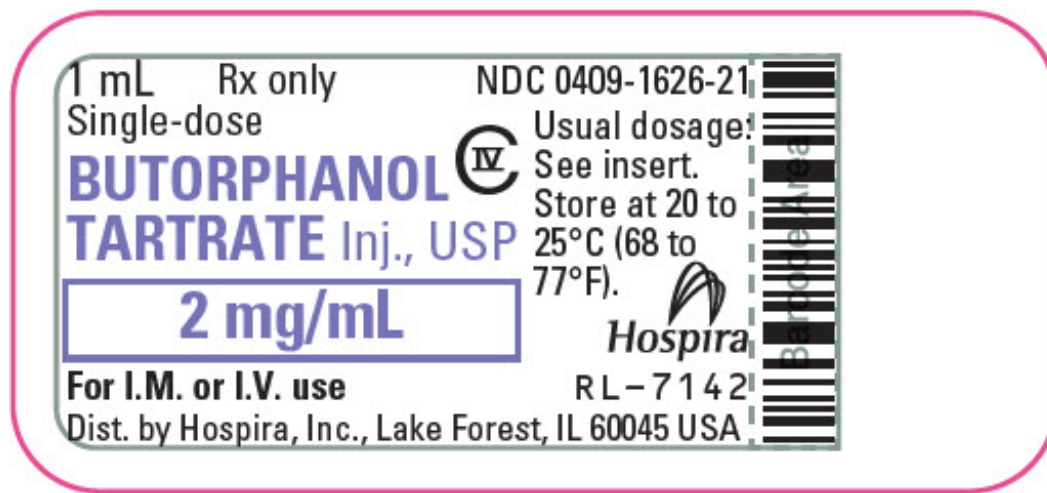 1 mL Rx only NDC 0409-1626-21
Single-dose
BUTORPHANOL
TARTRATE Inj., USP
CIV
2 mg/mL
Usual dosage:
See insert.
Store at 20 to
25°C (68 to
77°F).
Hospira
For I.M. or I.V. use RL-7142
Dist. by Hospira, Inc., Lake Forest, IL 60045 USA
Barcode Area